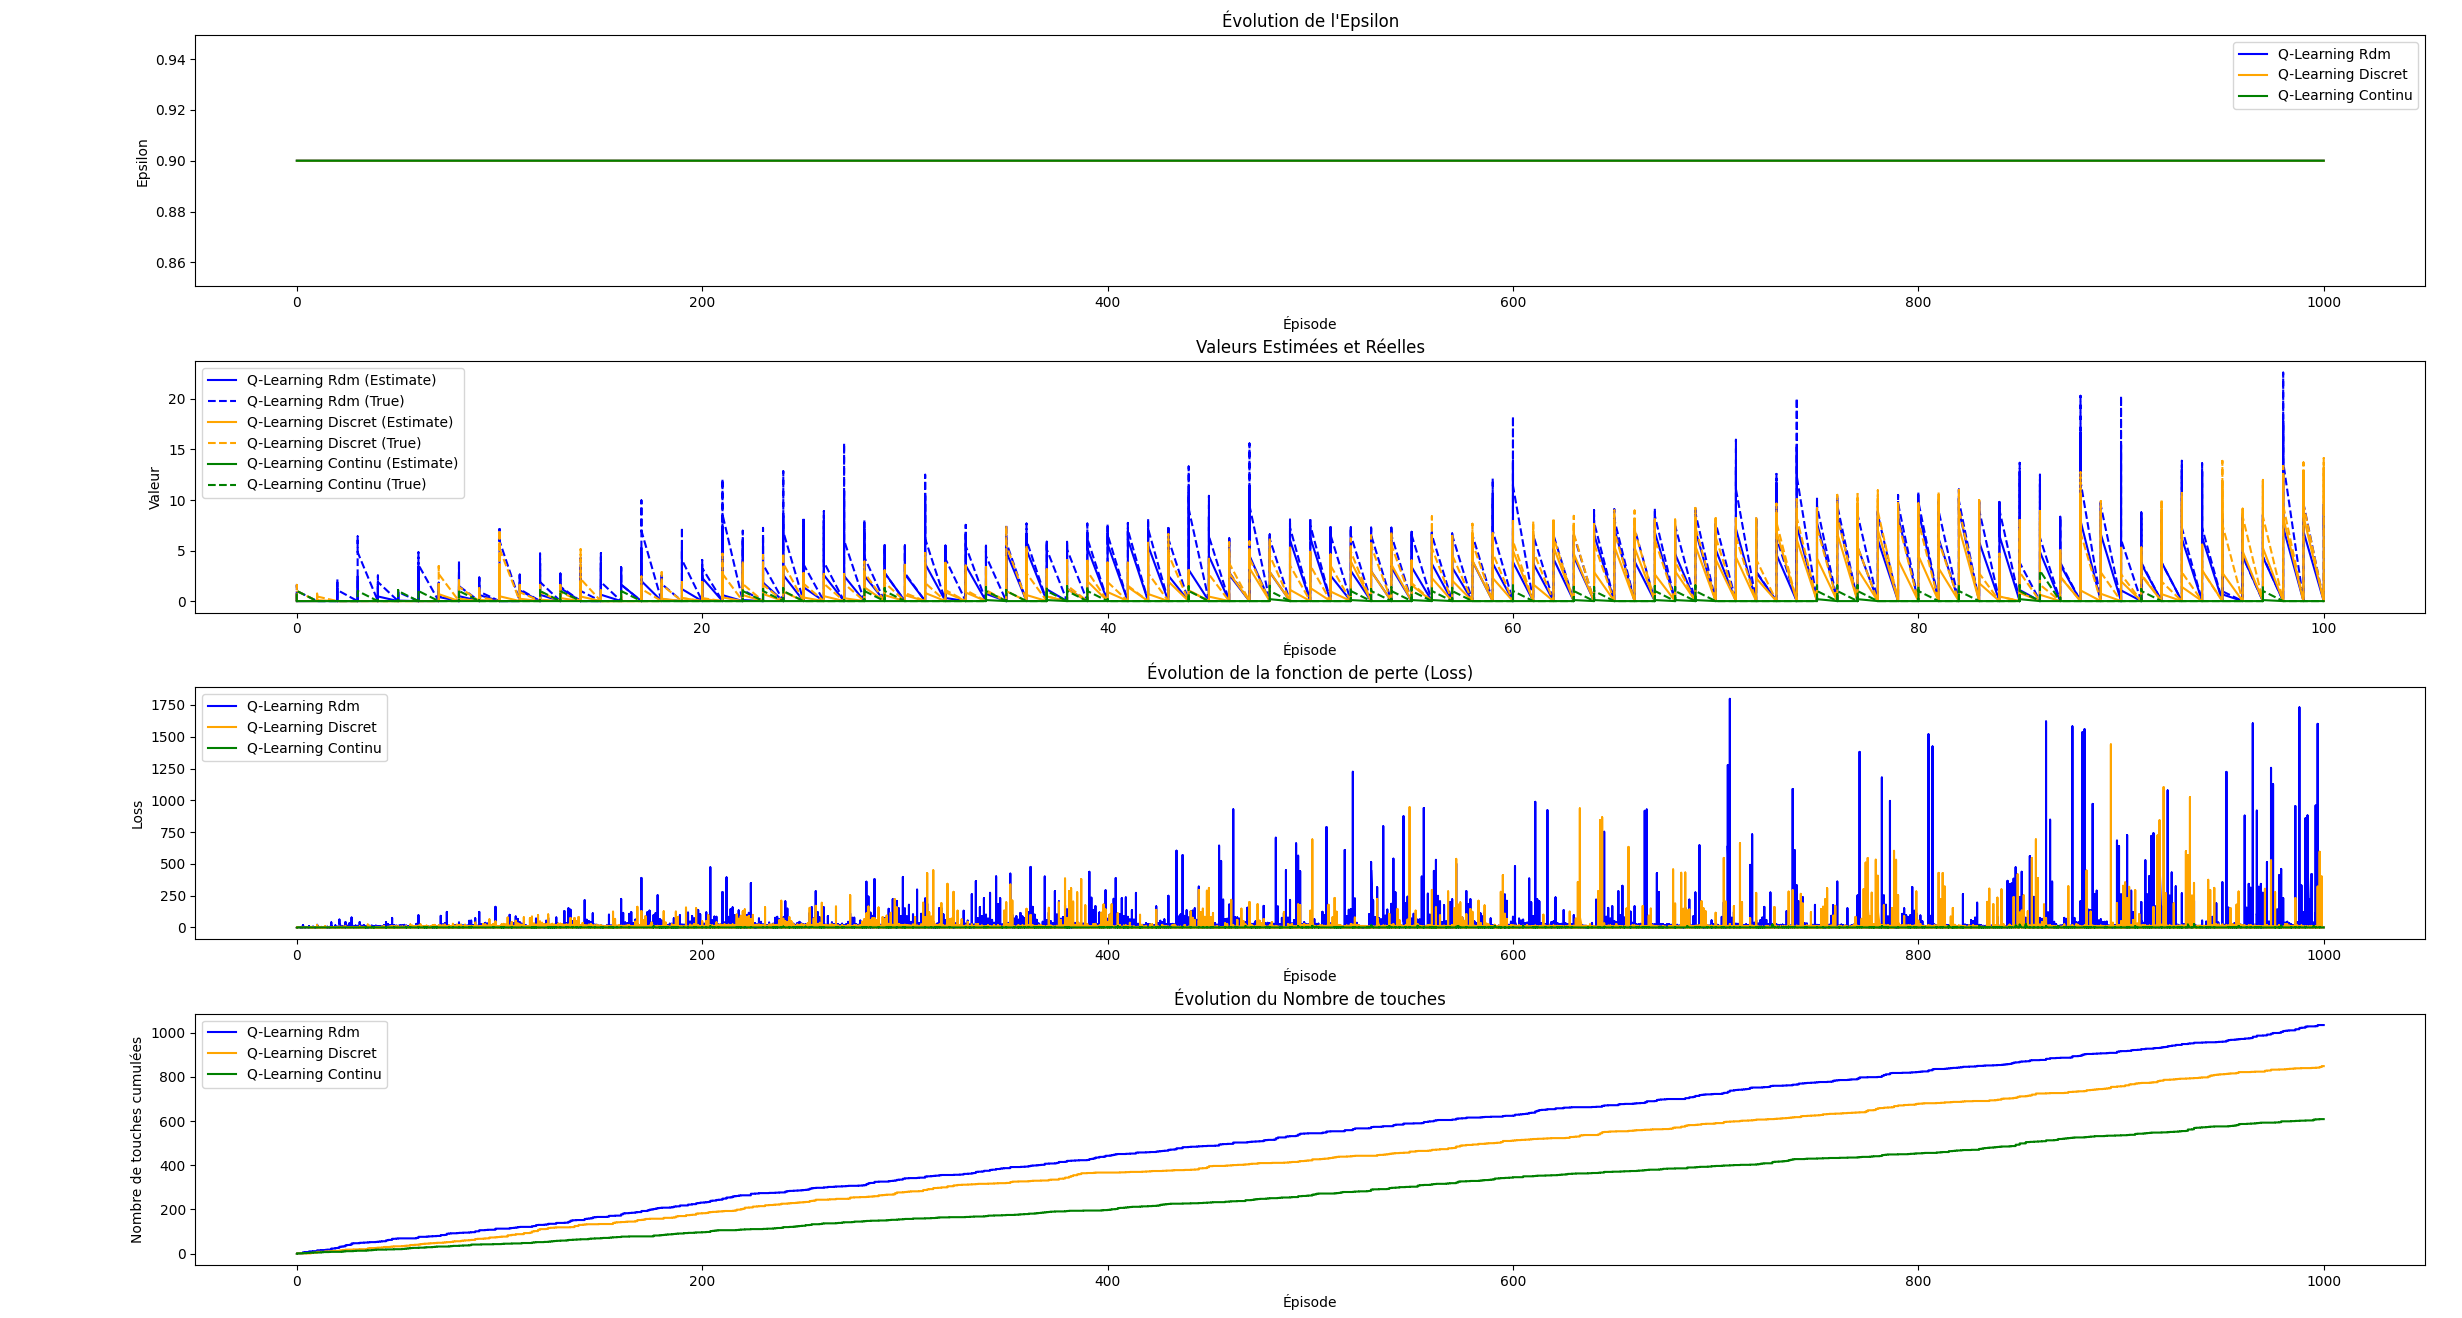 Évolution de l'Epsilon
Epsilon
0.94
0.92
0.90
0.88
0.86
Q-Learning Rdm
Q-Learning Discret
Q-Learning Continu
0 200 400 600 800 1000
Épisode
Valeurs Estimées et Réelles
Valeur
20
15
10
5
0
Q-Learning Rdm (Estimate)
Q-Learning Rdm (True)
Q-Learning Discret (Estimate)
Q-Learning Discret (True)
Q-Learning Continu (Estimate)
Q-Learning Continu (True)
0 20 40 60 80 100
Épisode
Évolution de la fonction de perte (Loss)
Loss
1750
1500
1250
1000
750
500
250
0
Q-Learning Rdm
Q-Learning Discret
Q-Learning Continu
0 200 400 600 800 1000
Épisode
Évolution du Nombre de touches
Nombre de touches cumulées
1000
800
600
400
200
0
Q-Learning Rdm
Q-Learning Discret
Q-Learning Continu
0 200 400 600 800 1000
Épisode